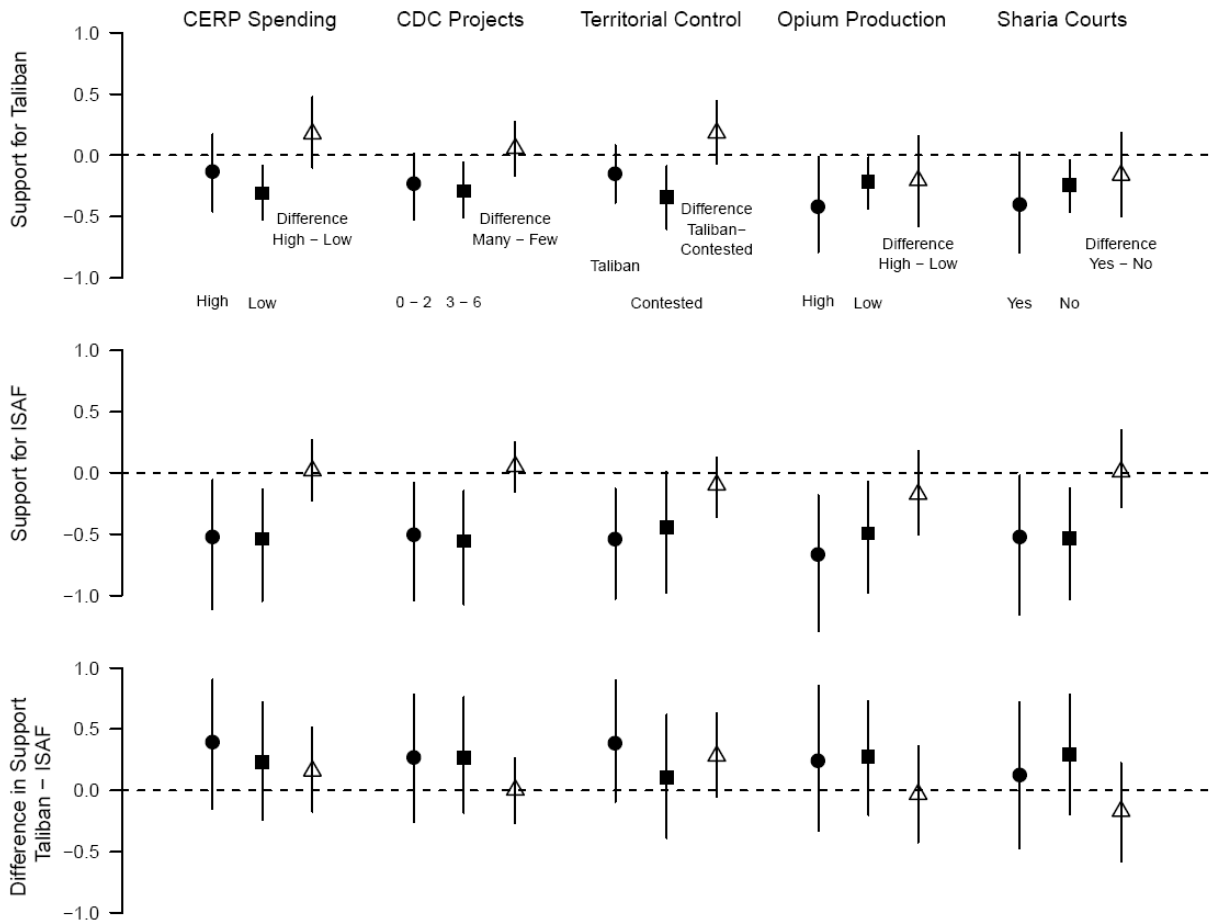 CERP Spending CDC Projects Territorial Control Opium Production Sharia Courts
Support for Taliban
1.0
0.5
0.0
−0.5
−1.0
Difference
High − Low
Difference
Many − Few
Difference
Taliban−
Contested
Difference
High − Low
Difference
Yes − No
Taliban
High Low 0 − 2 3 − 6 Contested High Low Yes No
Support for ISAF
1.0
0.5
0.0
−0.5
−1.0
Difference in Support
Taliban − ISAF
1.0
0.5
0.0
−0.5
−1.0